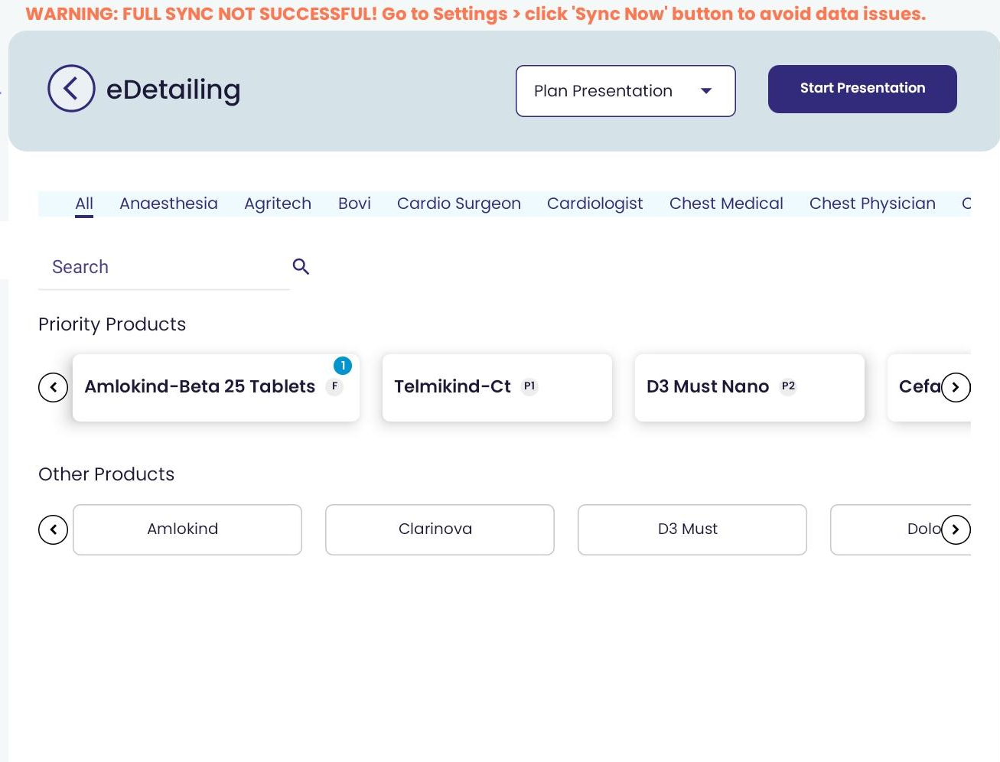 WARNING: FULL SYNC NOT SUCCESSFUL! Go to Settings > click 'Sync Now' button to avoid data issues.
eDetailing
Plan Presentation
Start Presentation
All Anaesthesia Agritech Bovi Cardio Surgeon Cardiologist Chest Medical Chest Physician C
Search
Priority Products
1
Amlokind-Beta 25 Tablets F Telmikind-Ct P1 D3 Must Nano P2 Cefa
Other Products
Amlokind Clarinova D3 Must Dolo